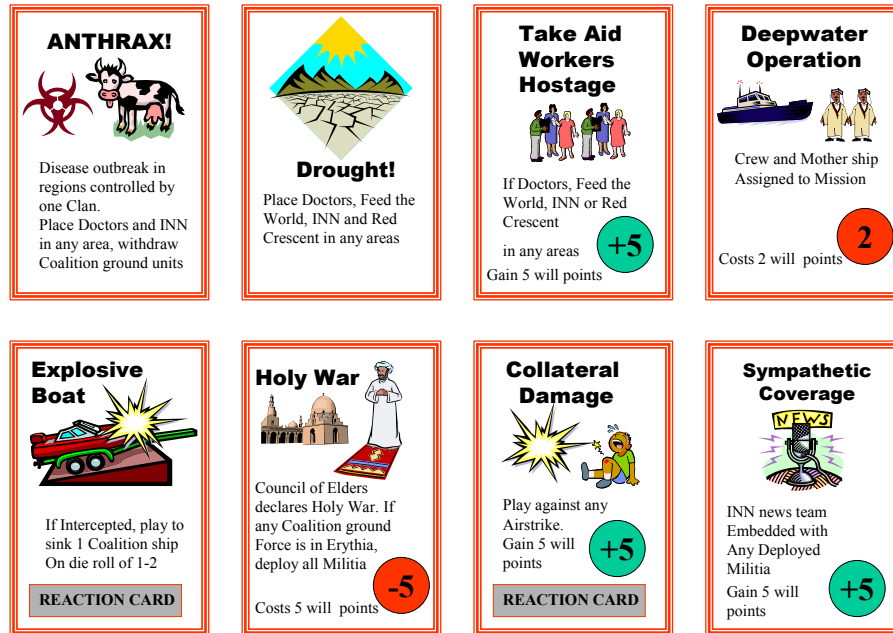 ANTHRAX!
Disease outbreak in
regions controlled by
one Clan.
Place Doctors and INN
in any area, withdraw
Coalition ground units
Drought!
Place Doctors, Feed the
World, INN and Red
Crescent in any areas
Take Aid
Workers
Hostage
If Doctors, Feed the
World, INN or Red
Crescent
in any areas
+5
Gain 5 will points
Deepwater
Operation
Crew and Mother ship
Assigned to Mission
2
Costs 2 will points
Explosive
Boat
If Intercepted, play to
sink 1 Coalition ship
On die roll of 1-2
REACTION CARD
Holy War
Council of Elders
declares Holy War. If
any Coalition ground
Force is in Erythia,
deploy all Militia
-5
Costs 5 will points
Collateral
Damage
Play against any
Airstrike.
Gain 5 will
points
+5
REACTION CARD
Sympathetic
Coverage
NEWS
INN news team
Embedded with
Any Deployed
Militia
Gain 5 will
points
+5